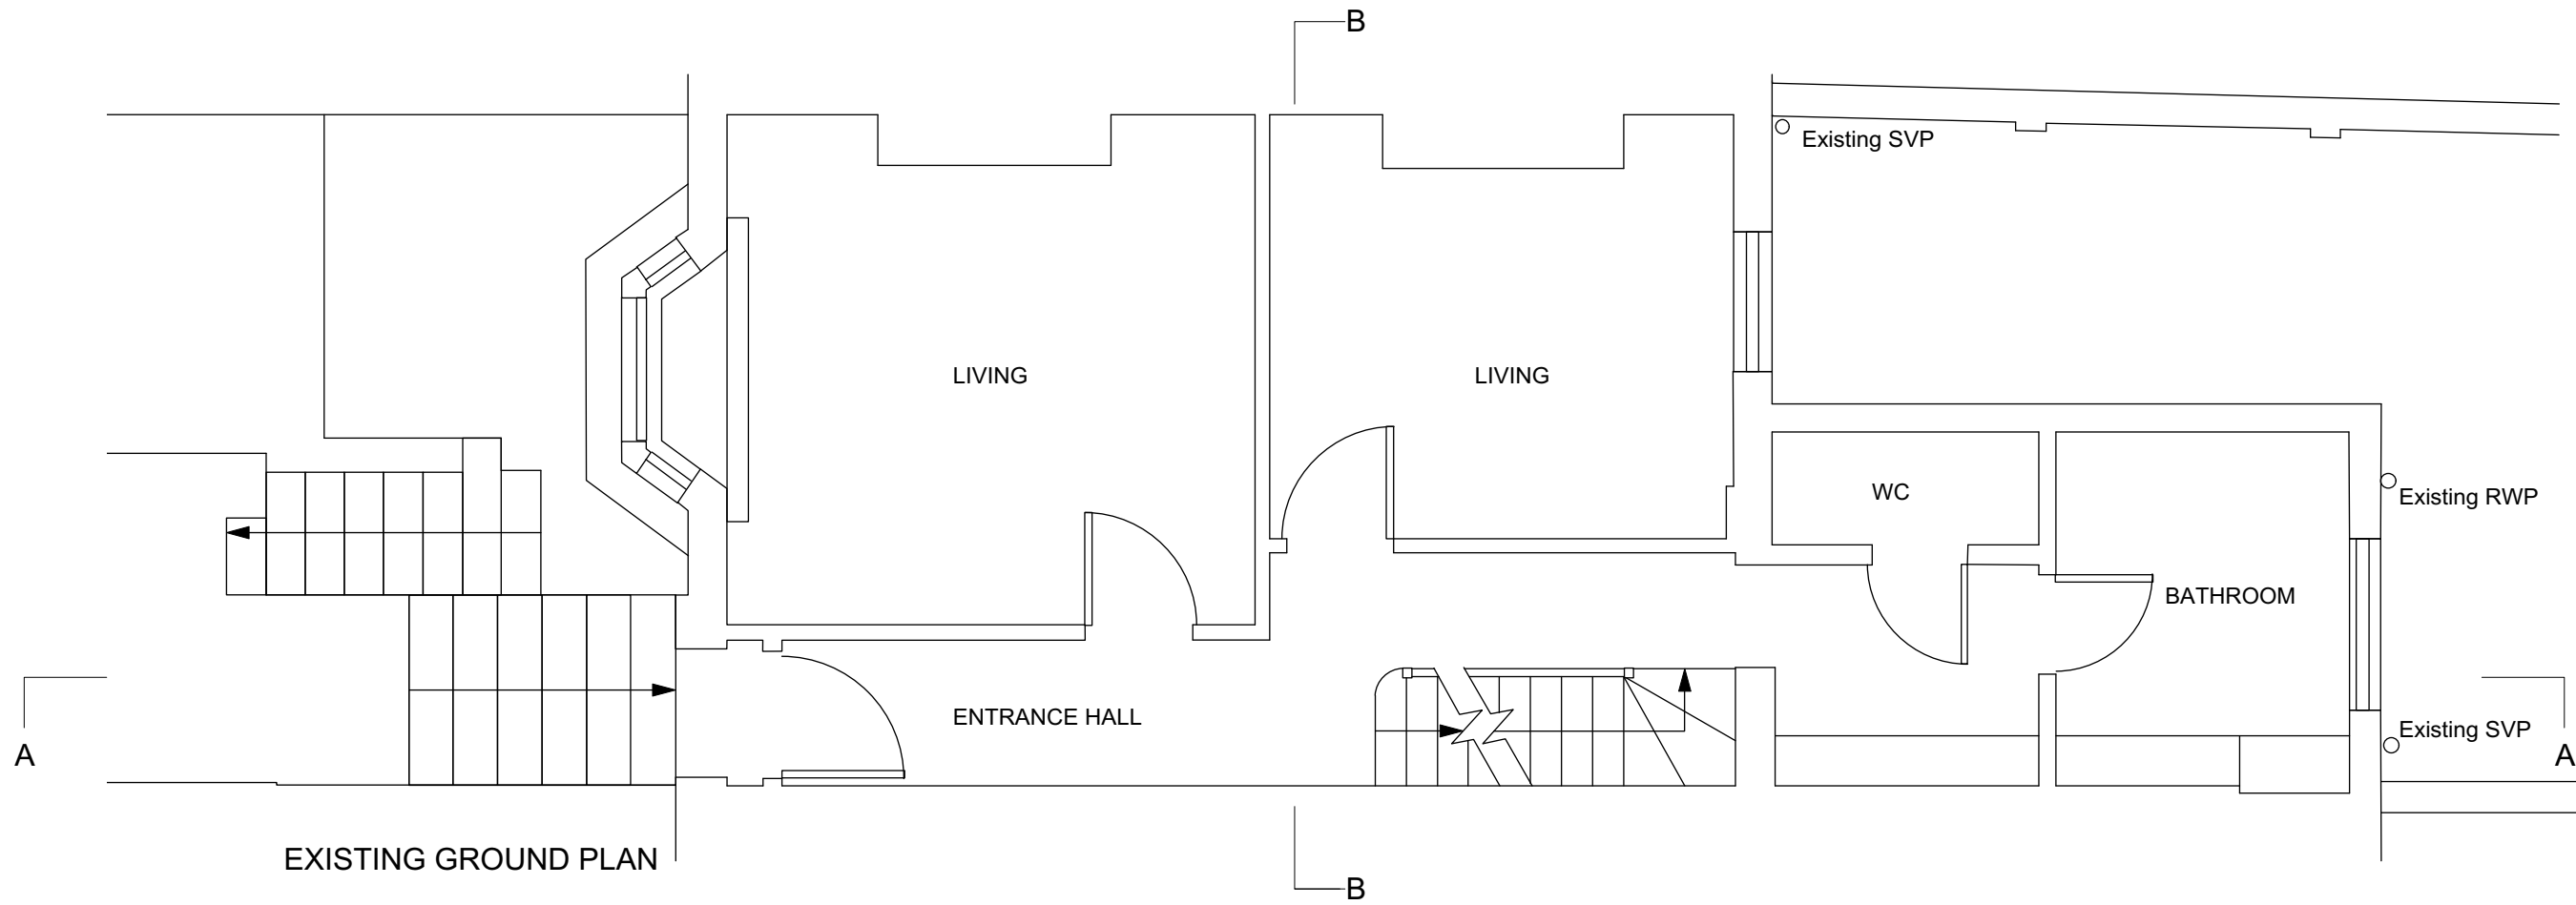 B
Existing SVP
LIVING
LIVING
WC
Existing RWP
BATHROOM
ENTRANCE HALL
Existing SVP
A
A
EXISTING GROUND PLAN
B